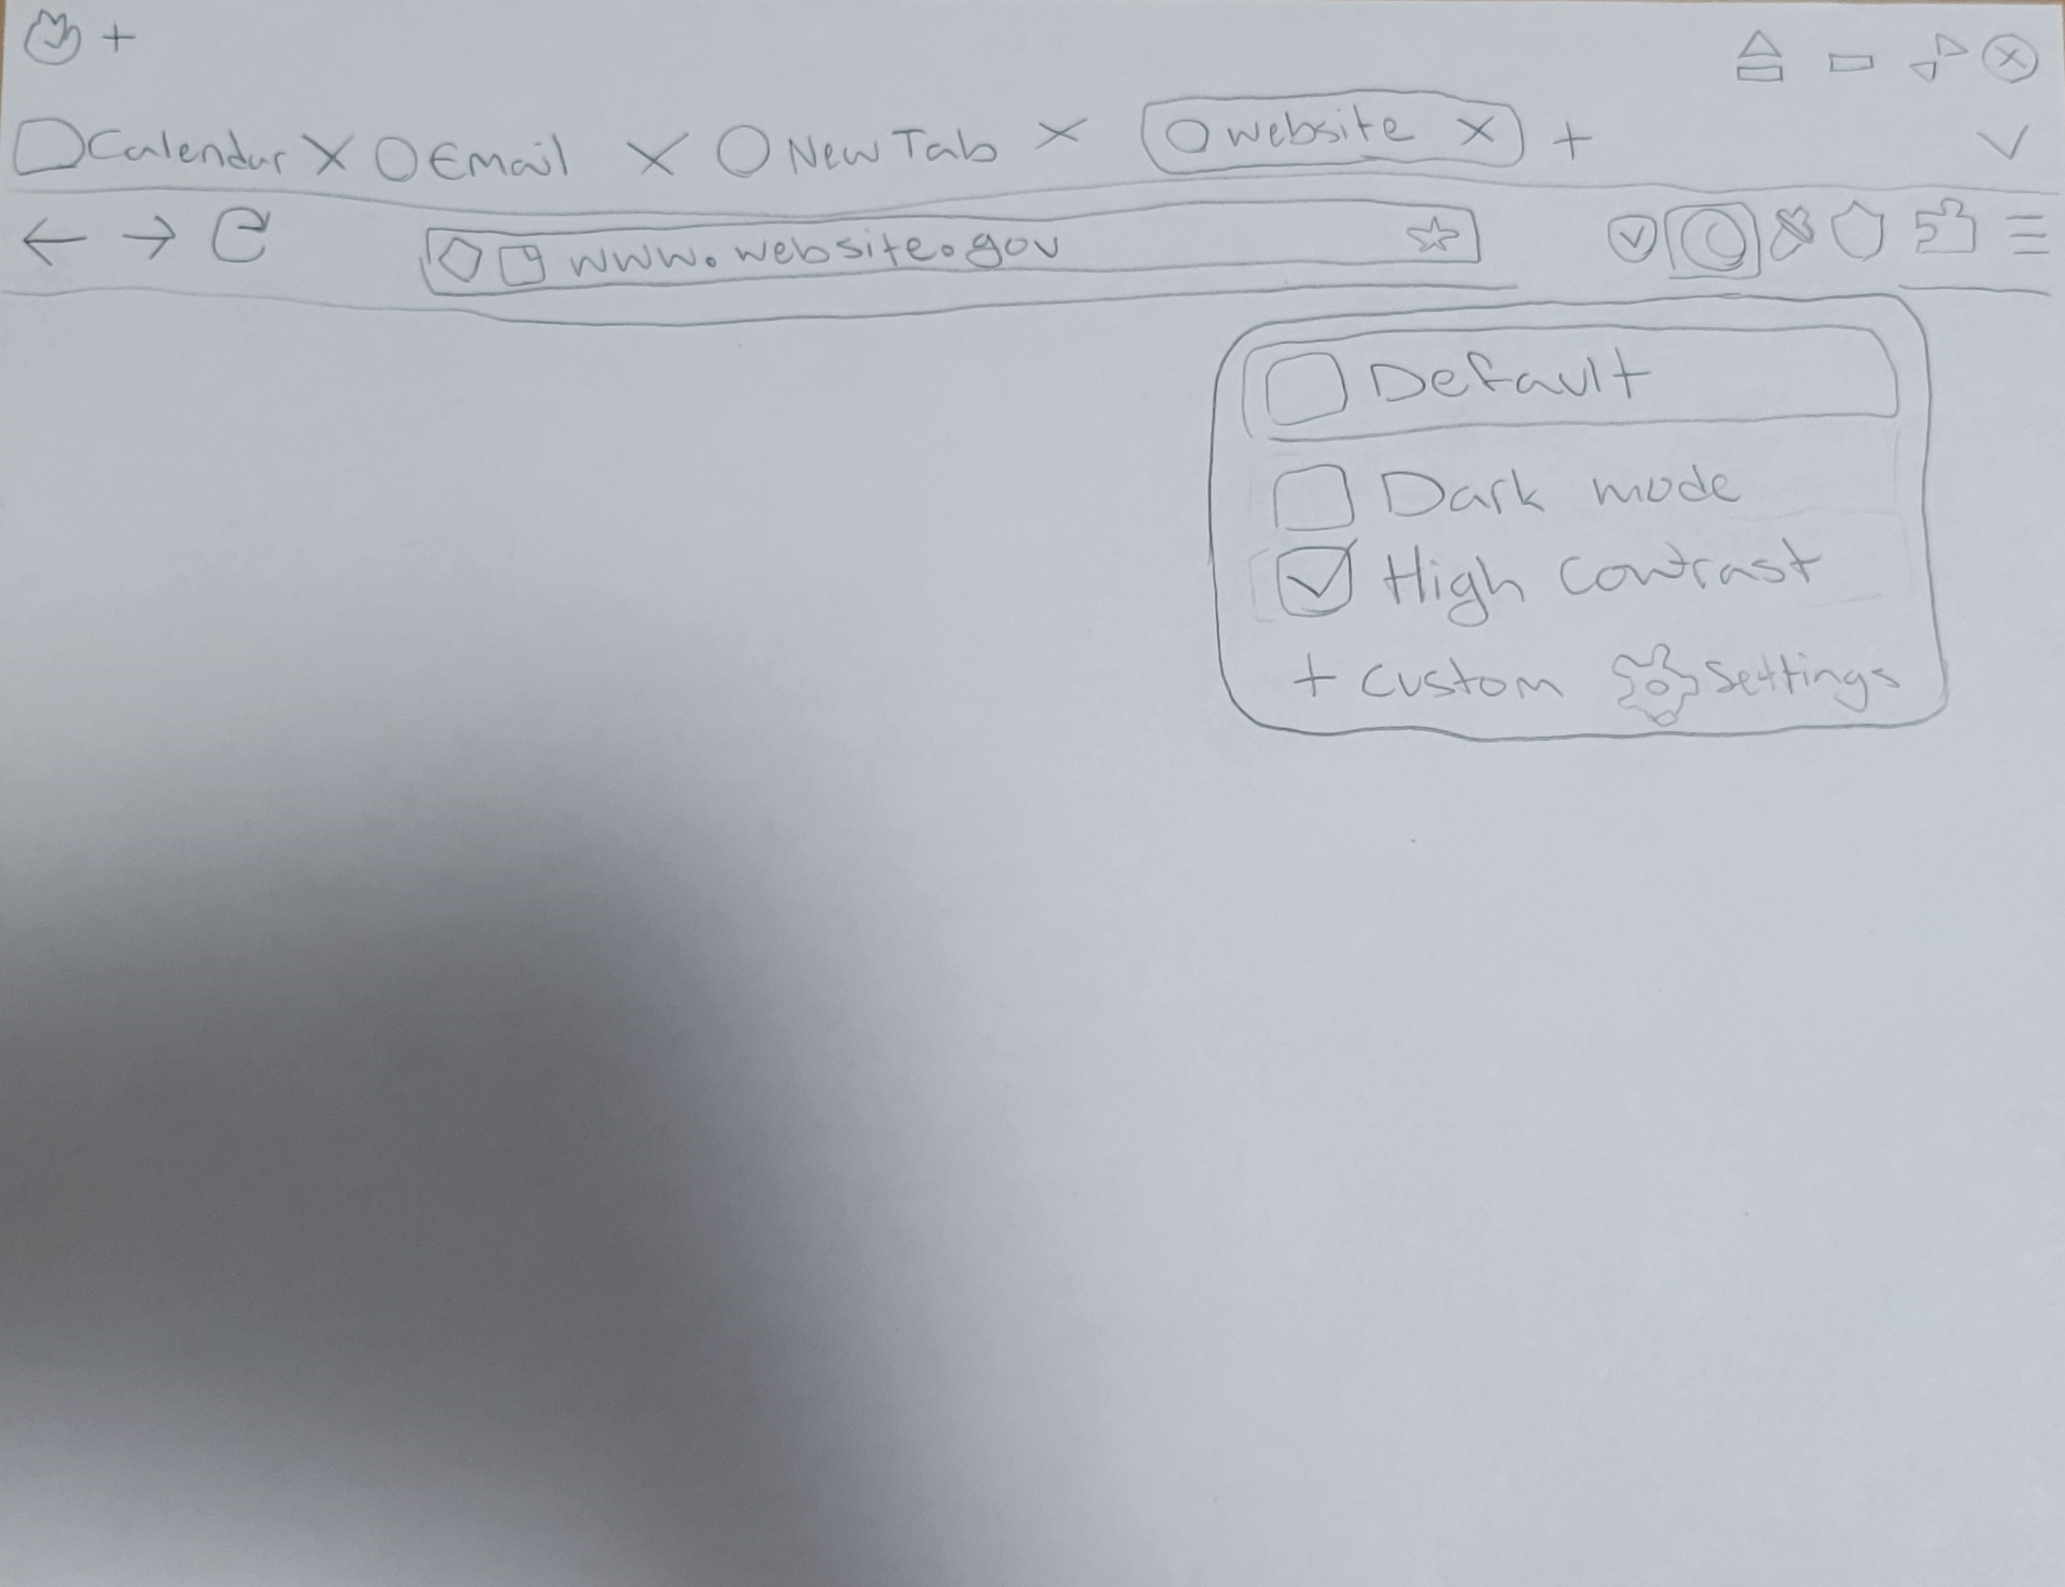 Calendar X Email X New Tab X website X +
www.website.gov
Default
Dark mode
High contrast
+ custom settings